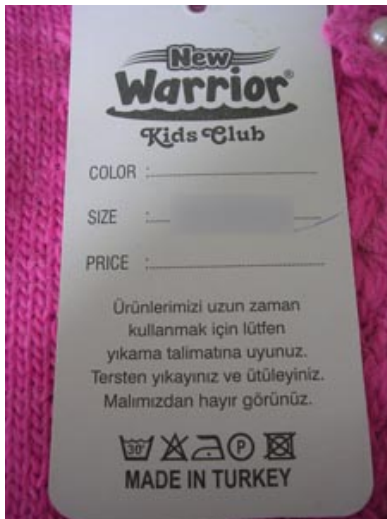 New
Warrior®
Kids Club
COLOR :
SIZE :
PRICE :
Ürünlerimizi uzun zaman
kullanmak için lütfen
yıkama talimatına uyunuz.
Tersten yıkayınız ve ütüleyiniz.
Malımızdan hayır görünüz.
30° P
MADE IN TURKEY